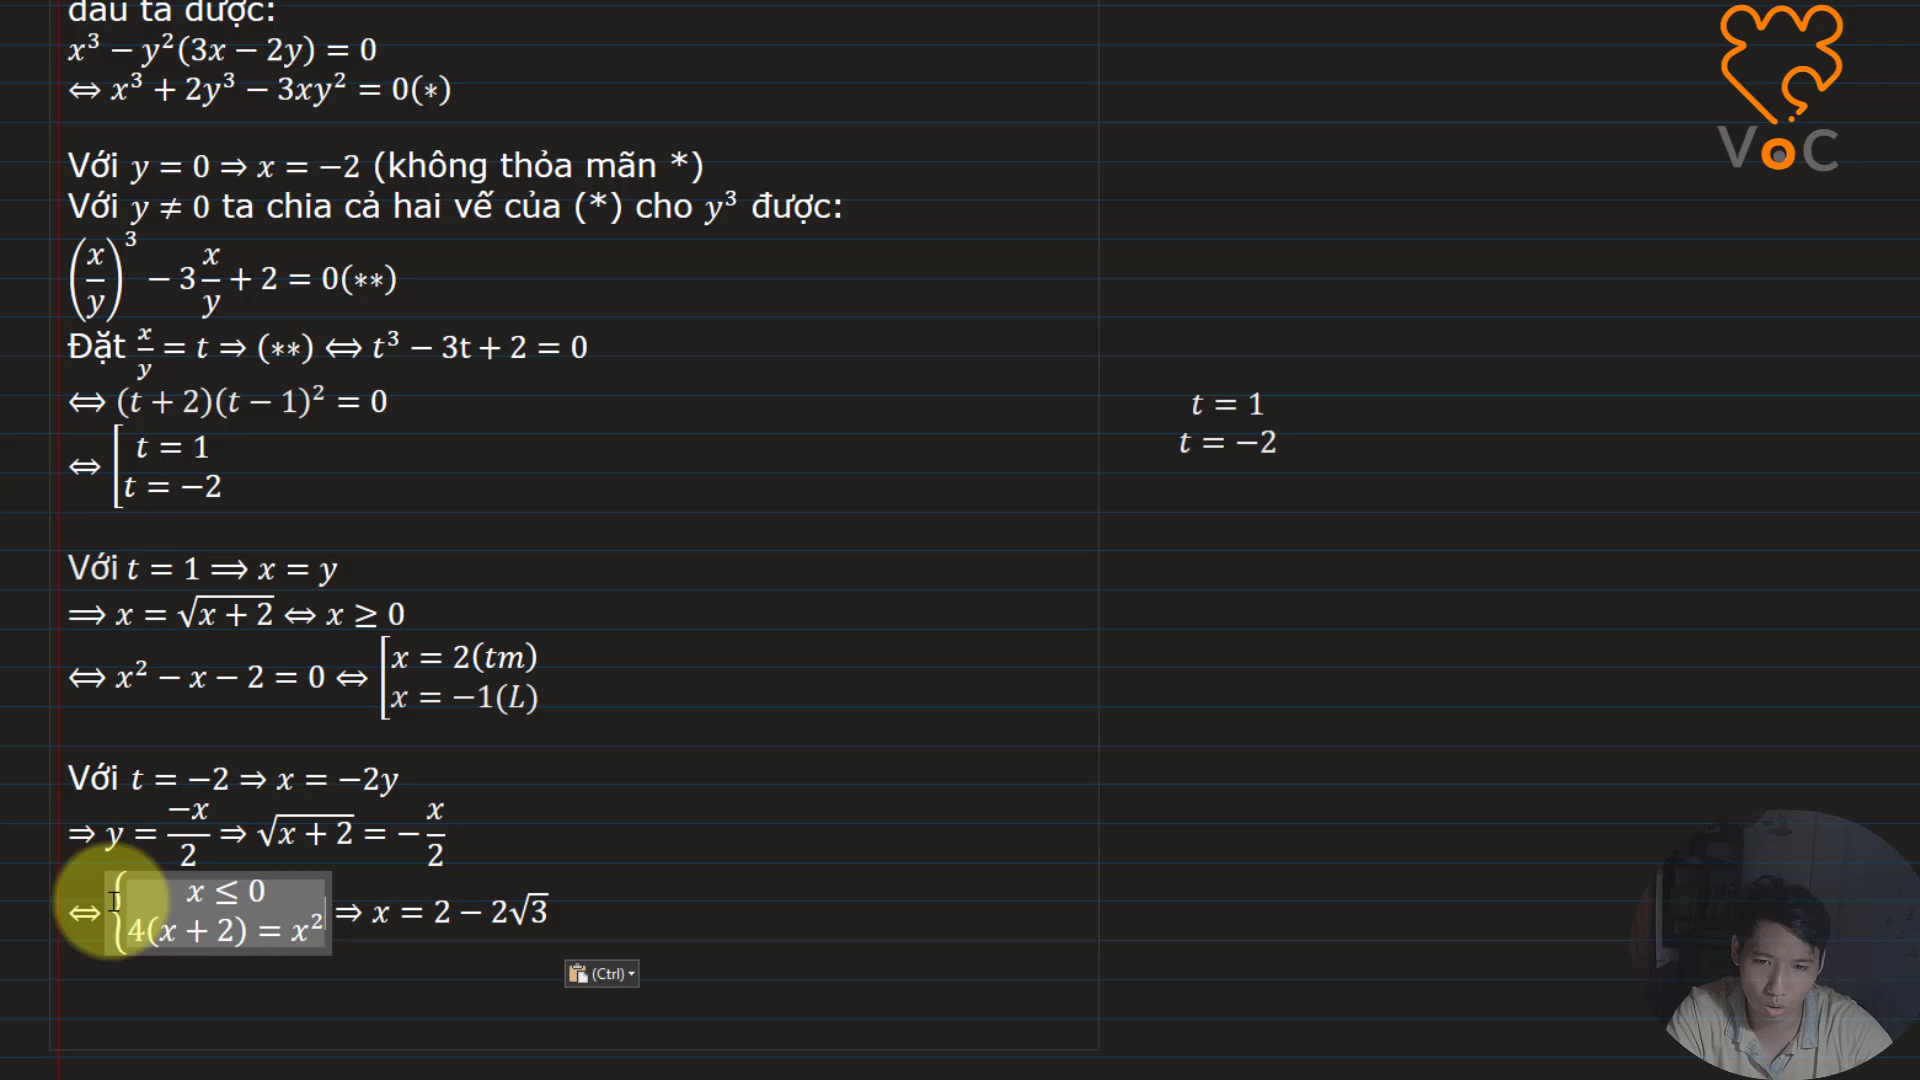 đầu ta được:
x³ − y²(3x − 2y) = 0
⇔ x³ + 2y³ − 3xy² = 0(∗)
Với y = 0 ⇒ x = −2 (không thỏa mãn *)
Với y ≠ 0 ta chia cả hai vế của (*) cho y³ được:
(x/y)³ − 3 x/y + 2 = 0(∗∗)
Đặt x/y = t ⇒ (∗∗) ⇔ t³ − 3t + 2 = 0
⇔ (t + 2)(t − 1)² = 0
⇔ [ t = 1
t = −2
t = 1
t = −2
Với t = 1 ⟹ x = y
⟹ x = √(x + 2) ⇔ x ≥ 0
⇔ x² − x − 2 = 0 ⇔ [ x = 2(tm)
x = −1(L)
Với t = −2 ⇒ x = −2y
⇒ y = −x/2 ⇒ √(x + 2) = − x/2
⇔ { x ≤ 0
4(x + 2) = x² ⇒ x = 2 − 2√3
(Ctrl)
VoC